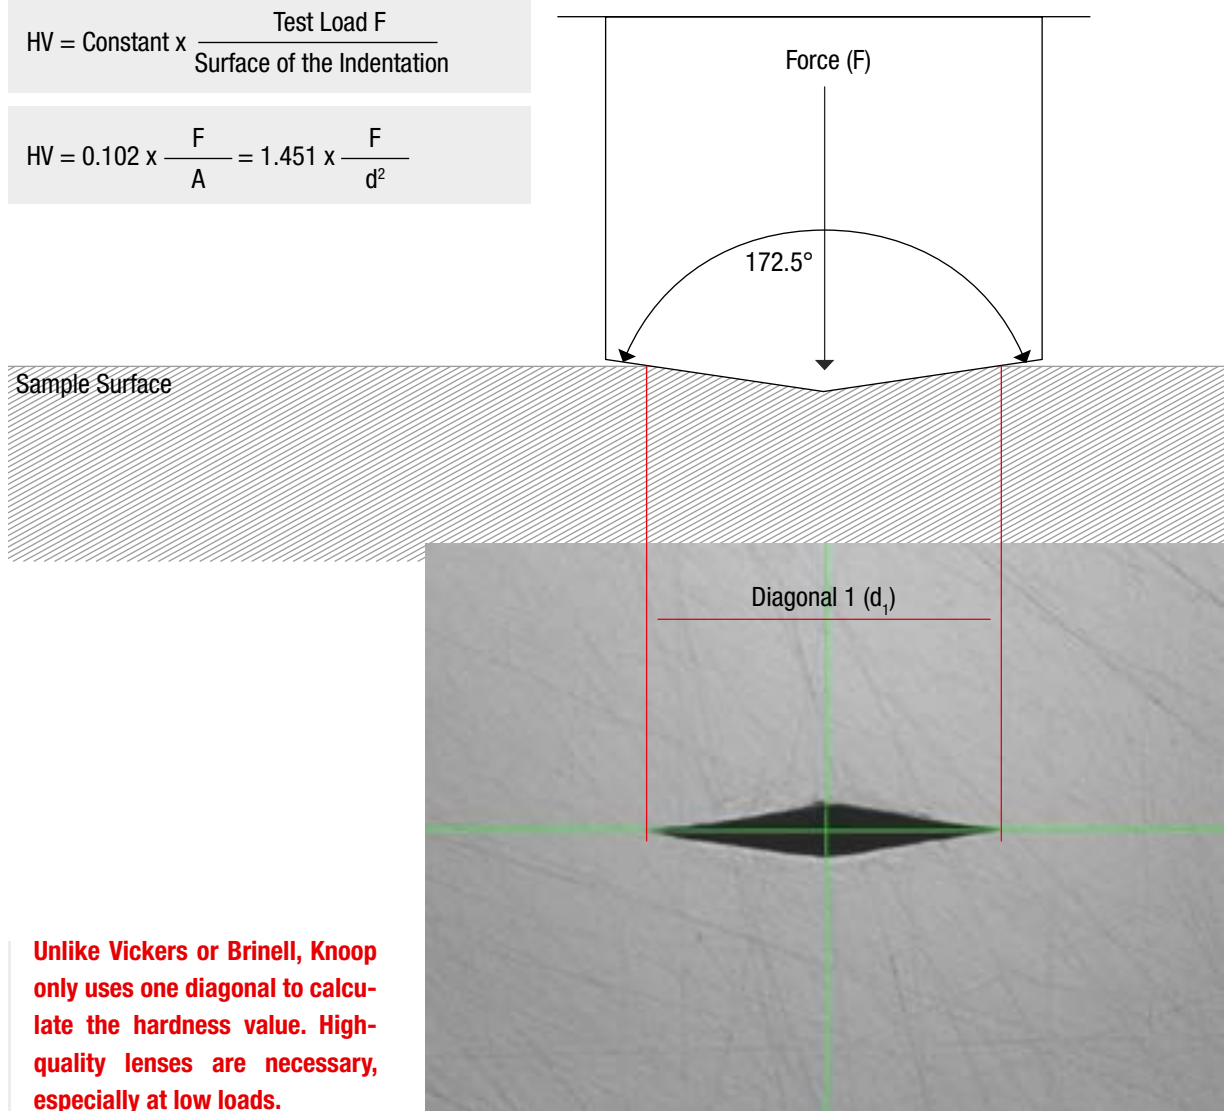 HV = Constant x Test Load F / Surface of the Indentation
HV = 0.102 x F / A = 1.451 x F / d²
Force (F)
172.5°
Sample Surface
Diagonal 1 (d₁)
Unlike Vickers or Brinell, Knoop
only uses one diagonal to calcu-
late the hardness value. High-
quality lenses are necessary,
especially at low loads.